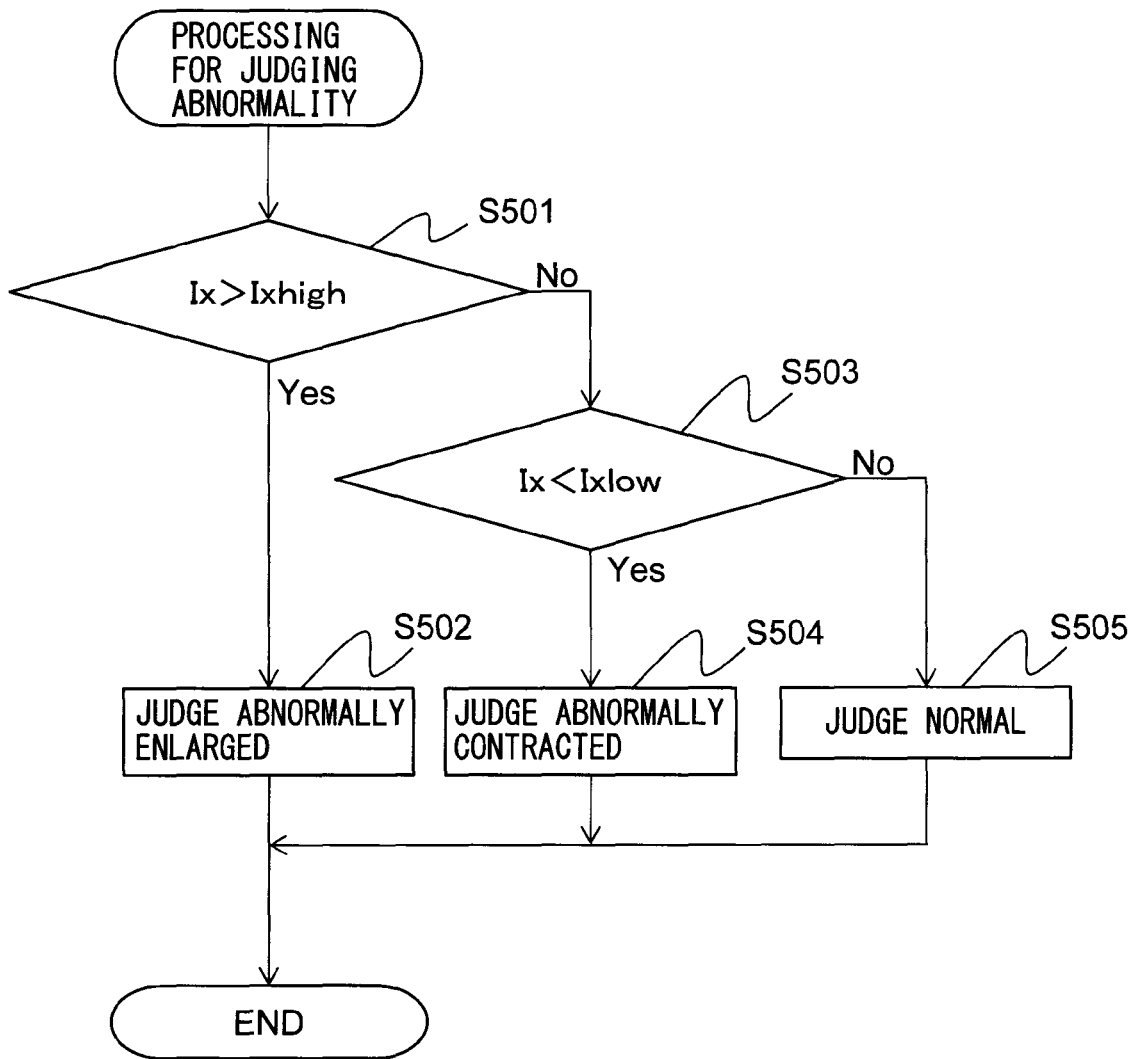 PROCESSING
FOR JUDGING
ABNORMALITY
S501
Ix>Ixhigh
No
Yes
S503
Ix<Ixlow
No
Yes
S502
S504
S505
JUDGE ABNORMALLY
ENLARGED
JUDGE ABNORMALLY
CONTRACTED
JUDGE NORMAL
END